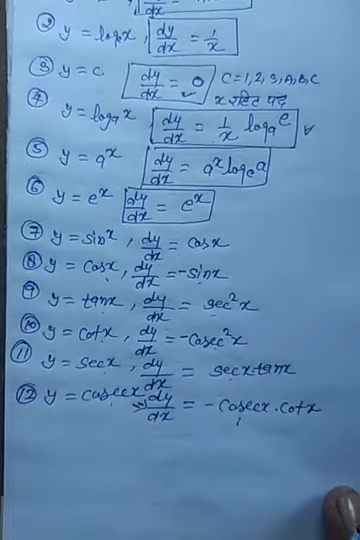 dy/dx =
② y = logx, dy/dx = 1/x
③ y = c dy/dx = 0 C = 1, 2, 3, A, B, C
x रहित पद
④ y = logₐx dy/dx = 1/x logₐe
⑤ y = aˣ dy/dx = aˣ logₑa
⑥ y = eˣ dy/dx = eˣ
⑦ y = sinx, dy/dx = cosx
⑧ y = cosx, dy/dx = -sinx
⑨ y = tanx, dy/dx = sec²x
⑩ y = cotx, dy/dx = -cosec²x
⑪ y = secx, dy/dx = secx·tanx
⑫ y = cosecx dy/dx = - cosecx·cotx